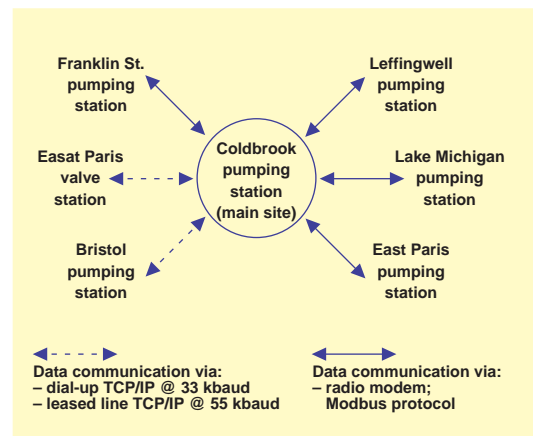 Franklin St.
pumping
station
Leffingwell
pumping
station
Easat Paris
valve
station
Coldbrook
pumping
station
(main site)
Lake Michigan
pumping
station
Bristol
pumping
station
East Paris
pumping
station
Data communication via:
– dial-up TCP/IP @ 33 kbaud
– leased line TCP/IP @ 55 kbaud
Data communication via:
– radio modem;
Modbus protocol